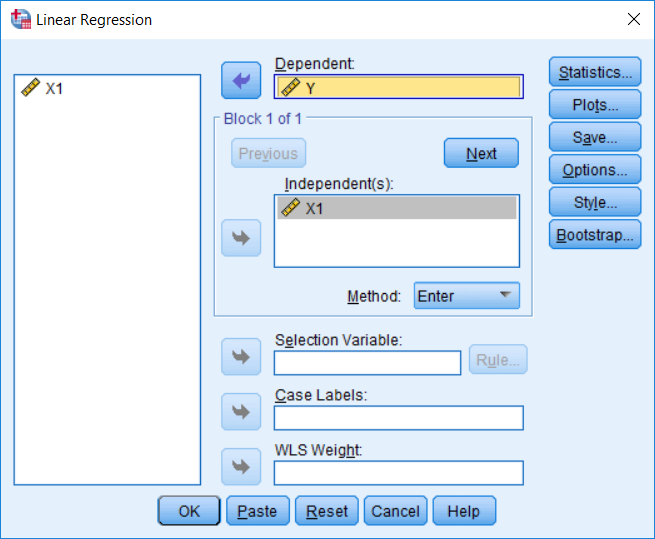 Linear Regression
X1
Dependent:
Y
Block 1 of 1
Previous
Next
Independent(s):
X1
Method:
Enter
Selection Variable:
Rule...
Case Labels:
WLS Weight:
Statistics...
Plots...
Save...
Options...
Style...
Bootstrap...
OK
Paste
Reset
Cancel
Help